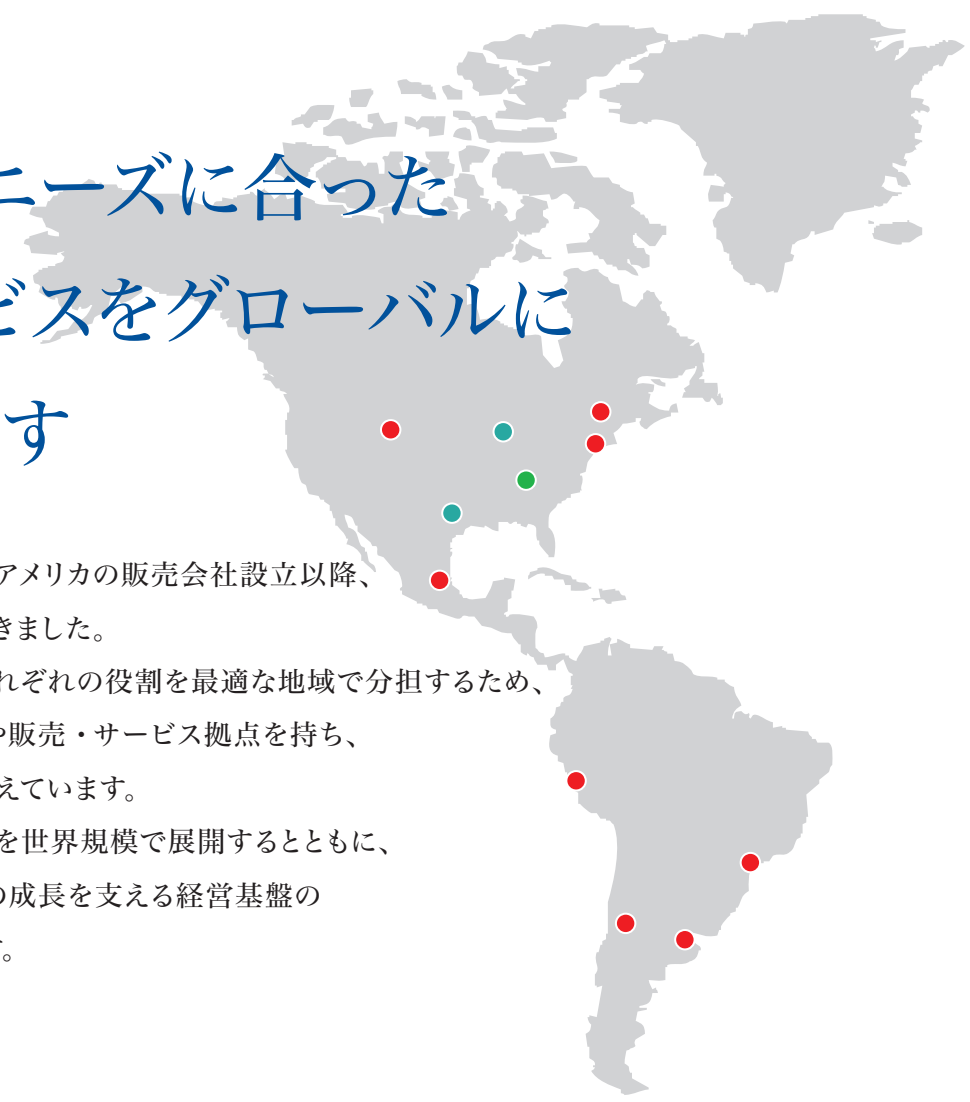 ニーズに合った
ビスをグローバルに
す
アメリカの販売会社設立以降、
きました。
れぞれの役割を最適な地域で分担するため、
や販売・サービス拠点を持ち、
えています。
を世界規模で展開するとともに、
の成長を支える経営基盤の
。